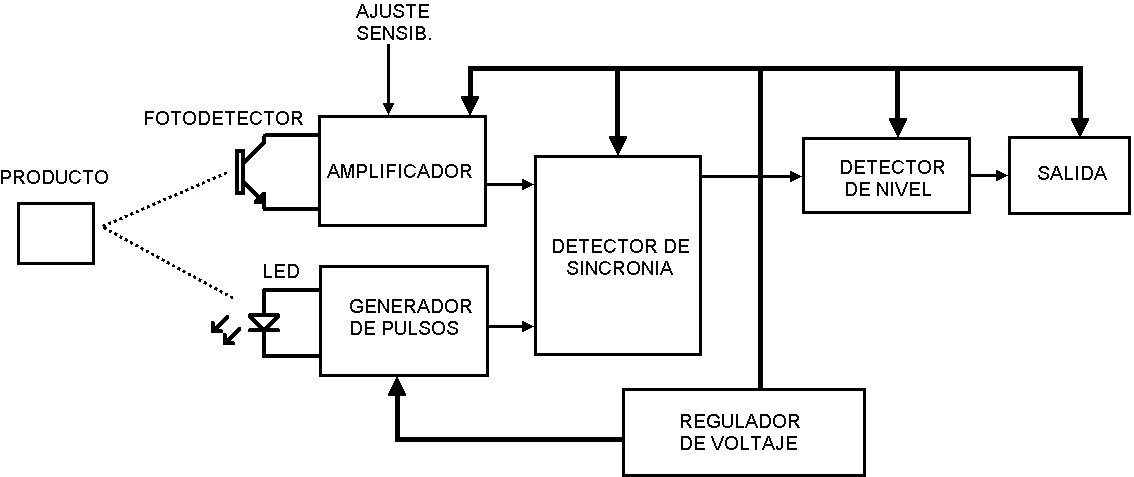 AJUSTE
SENSIB.
FOTODETECTOR
PRODUCTO
AMPLIFICADOR
DETECTOR
DE NIVEL
SALIDA
LED
DETECTOR DE
SINCRONIA
GENERADOR
DE PULSOS
REGULADOR
DE VOLTAJE